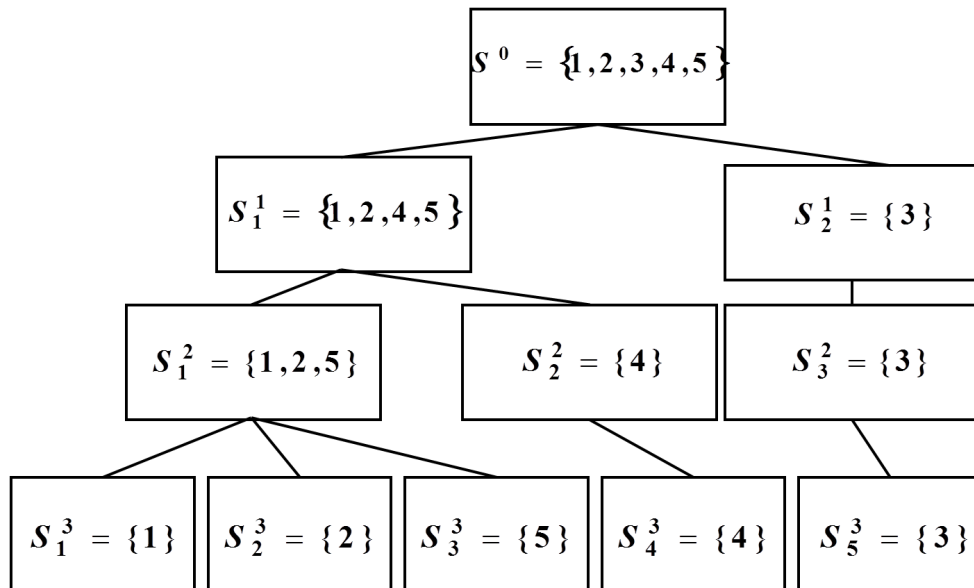 S^0 = {1,2,3,4,5}
S_1^1 = {1,2,4,5}
S_2^1 = {3}
S_1^2 = {1,2,5}
S_2^2 = {4}
S_3^2 = {3}
S_1^3 = {1}
S_2^3 = {2}
S_3^3 = {5}
S_4^3 = {4}
S_5^3 = {3}